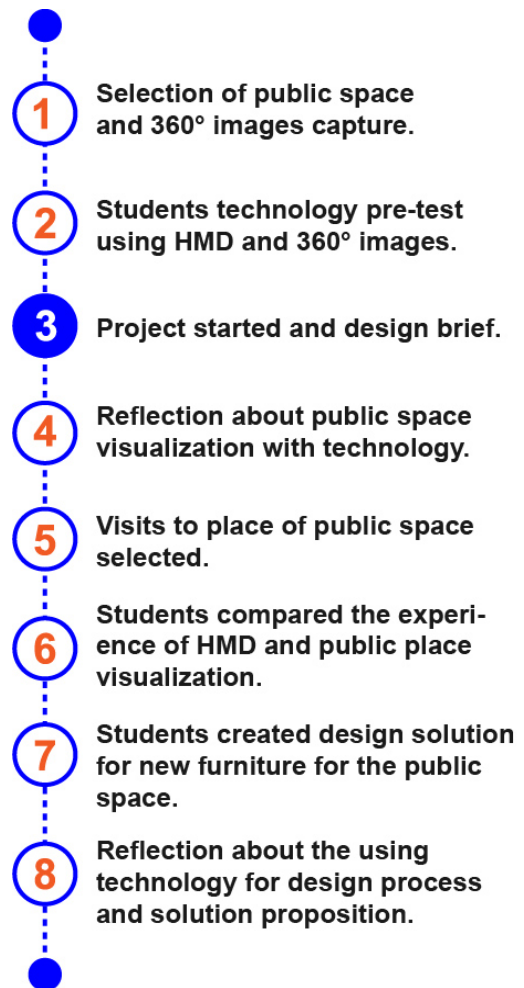 1
Selection of public space
and 360° images capture.
2
Students technology pre-test
using HMD and 360° images.
3
Project started and design brief.
4
Reflection about public space
visualization with technology.
5
Visits to place of public space
selected.
6
Students compared the experi-
ence of HMD and public place
visualization.
7
Students created design solution
for new furniture for the public
space.
8
Reflection about the using
technology for design process
and solution proposition.